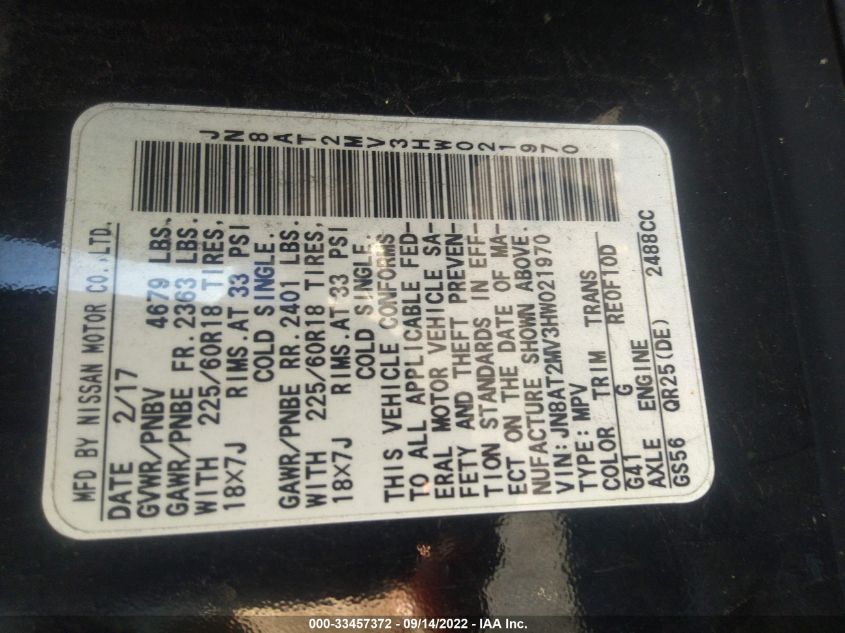 JN8AT2MV3HW021970
MFD BY NISSAN MOTOR CO.,LTD.
DATE 2/17
GVWR/PNBV 4679 LBS.
GAWR/PNBE FR.2363 LBS.
WITH 225/60R18 TIRES,
18X7J RIMS.AT 33 PSI
COLD SINGLE.
GAWR/PNBE RR.2401 LBS.
WITH 225/60R18 TIRES,
18X7J RIMS.AT 33 PSI
COLD SINGLE.
THIS VEHICLE CONFORMS
TO ALL APPLICABLE FED-
ERAL MOTOR VEHICLE SA-
FETY AND THEFT PREVEN-
TION STANDARDS IN EFF-
ECT ON THE DATE OF MA-
NUFACTURE SHOWN ABOVE.
VIN: JN8AT2MV3HW021970
TYPE: MPV
COLOR TRIM TRANS
G41 G RE0F10D
AXLE ENGINE
GS56 QR25(DE) 2488CC
000-33457372 - 09/14/2022 - IAA Inc.